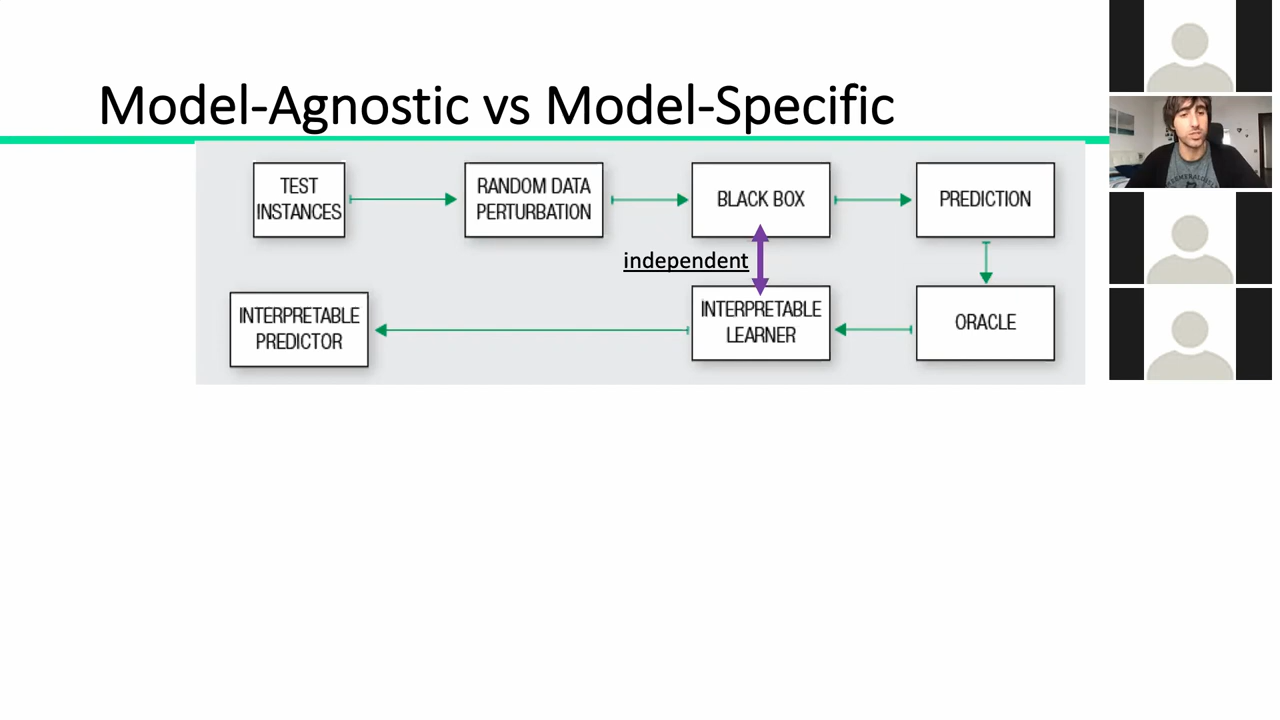 Model-Agnostic vs Model-Specific
TEST
INSTANCES
RANDOM DATA
PERTURBATION
BLACK BOX
PREDICTION
independent
INTERPRETABLE
PREDICTOR
INTERPRETABLE
LEARNER
ORACLE